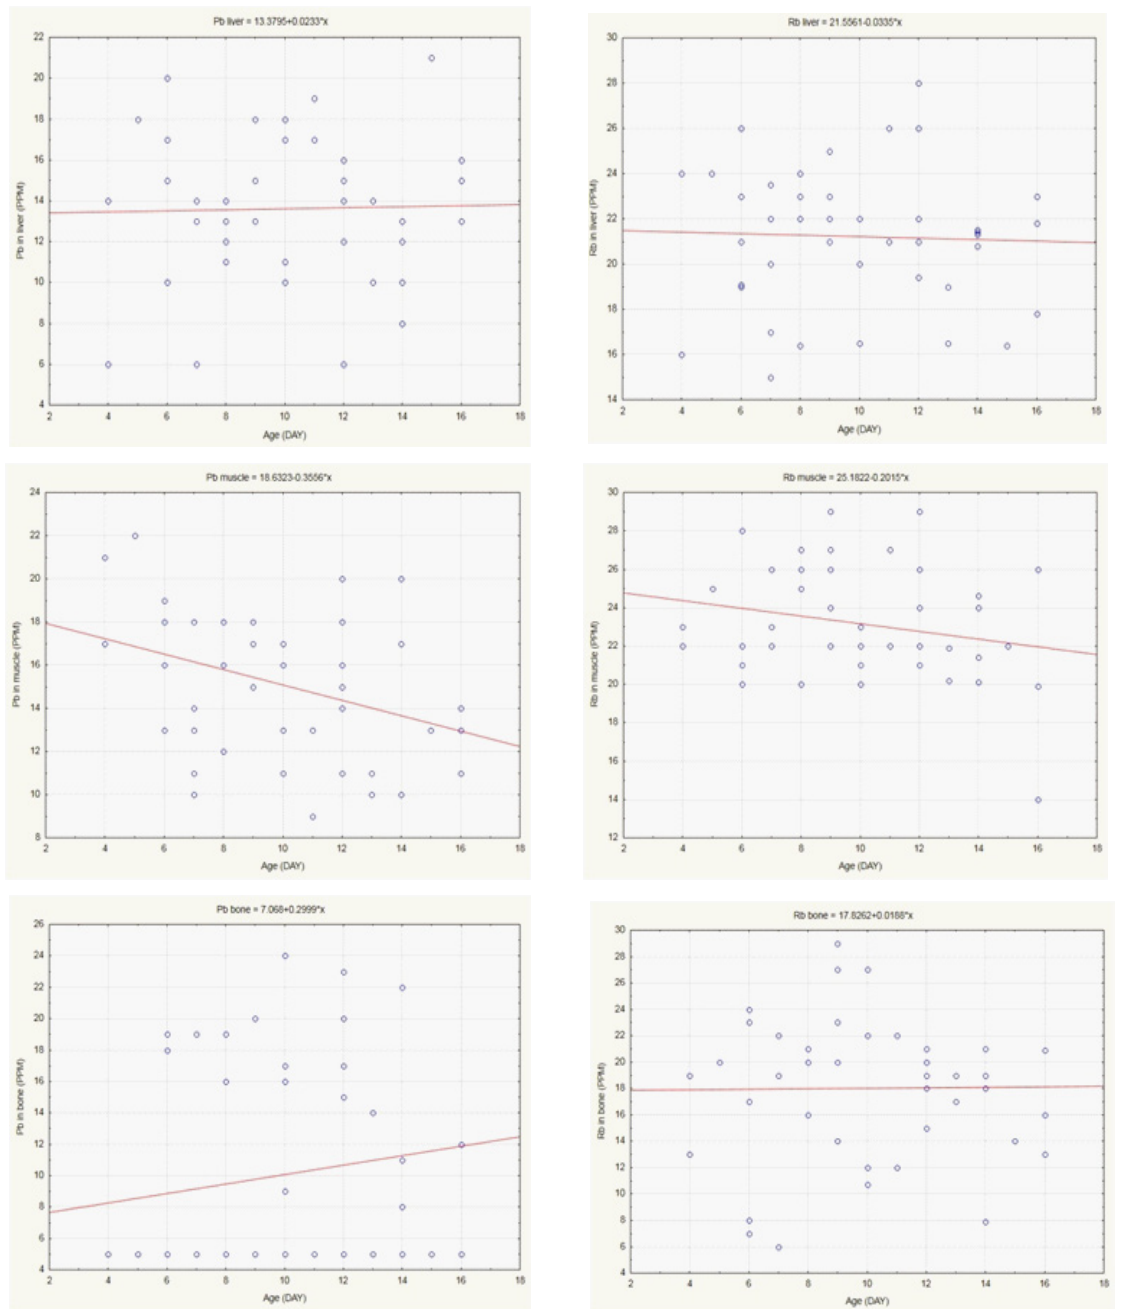 Pb liver = 13.3795+0.0233*x
22
20
18
16
14
12
10
8
6
4
Pb in liver (PPM)
2 4 6 8 10 12 14 16 18
Age (DAY)
Rb liver = 21.5561-0.0335*x
30
28
26
24
22
20
18
16
14
Rb in liver (PPM)
2 4 6 8 10 12 14 16 18
Age (DAY)
Pb muscle = 18.6323-0.3556*x
24
22
20
18
16
14
12
10
8
Pb in muscle (PPM)
2 4 6 8 10 12 14 16 18
Age (DAY)
Rb muscle = 25.1822-0.2015*x
30
28
26
24
22
20
18
16
14
12
Rb in muscle (PPM)
2 4 6 8 10 12 14 16 18
Age (DAY)
Pb bone = 7.068+0.2999*x
26
24
22
20
18
16
14
12
10
8
6
4
Pb in bone (PPM)
2 4 6 8 10 12 14 16 18
Age (DAY)
Rb bone = 17.8262+0.0188*x
30
28
26
24
22
20
18
16
14
12
10
8
6
4
Rb in bone (PPM)
2 4 6 8 10 12 14 16 18
Age (DAY)